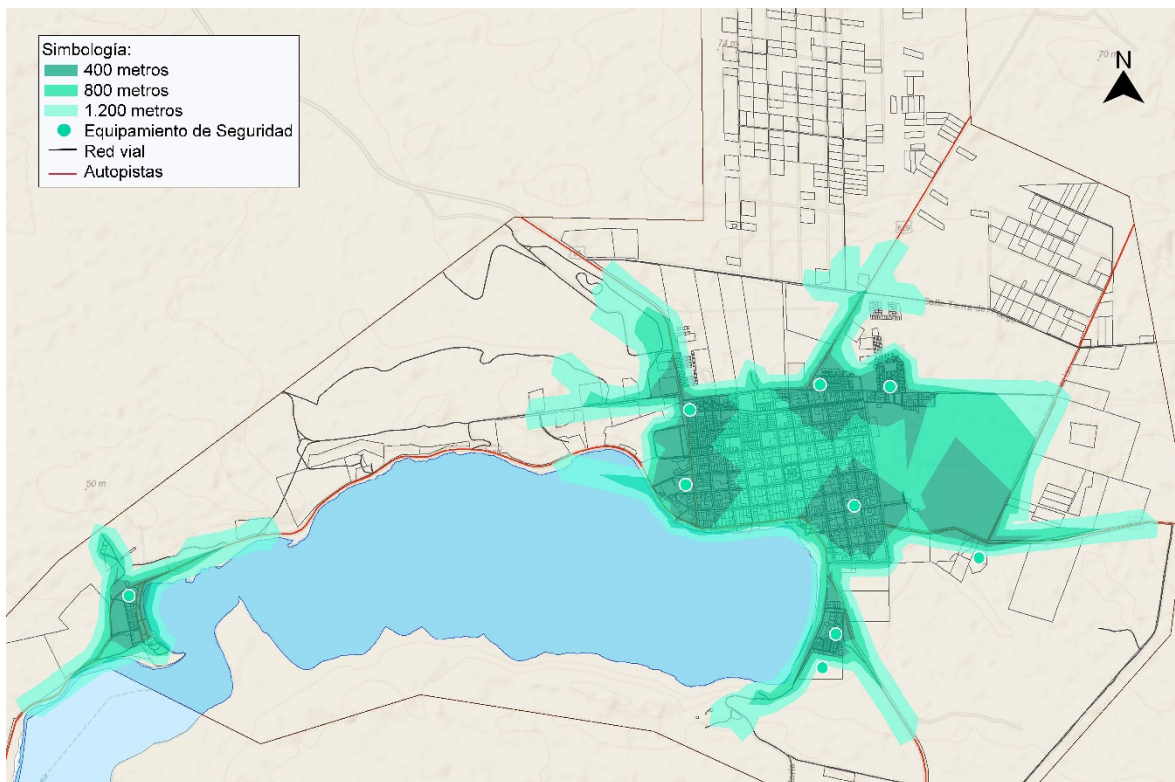 Simbología:
400 metros
800 metros
1.200 metros
Equipamiento de Seguridad
Red vial
Autopistas
74 m
70 m
N
50 m